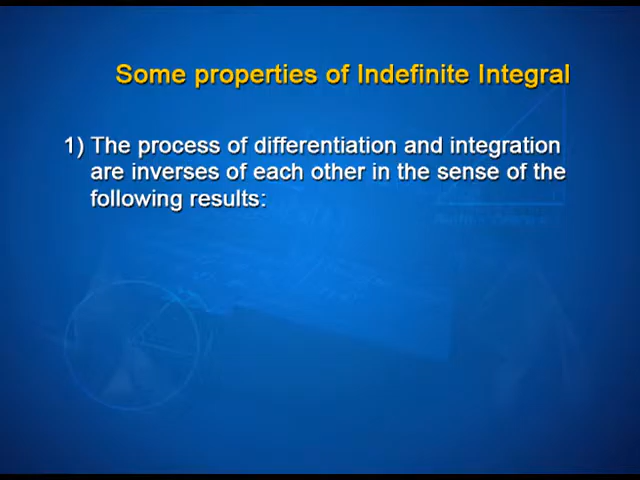 Some properties of Indefinite Integral
1) The process of differentiation and integration
are inverses of each other in the sense of the
following results: